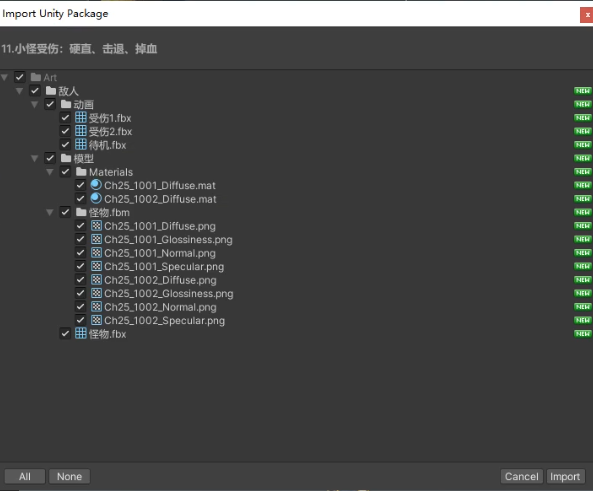 Import Unity Package
x
11.小怪受伤：硬直、击退、掉血
Art
敌人 NEW
动画 NEW
受伤1.fbx NEW
受伤2.fbx NEW
待机.fbx NEW
模型 NEW
Materials NEW
Ch25_1001_Diffuse.mat NEW
Ch25_1002_Diffuse.mat NEW
怪物.fbm NEW
Ch25_1001_Diffuse.png NEW
Ch25_1001_Glossiness.png NEW
Ch25_1001_Normal.png NEW
Ch25_1001_Specular.png NEW
Ch25_1002_Diffuse.png NEW
Ch25_1002_Glossiness.png NEW
Ch25_1002_Normal.png NEW
Ch25_1002_Specular.png NEW
怪物.fbx NEW
All None Cancel Import